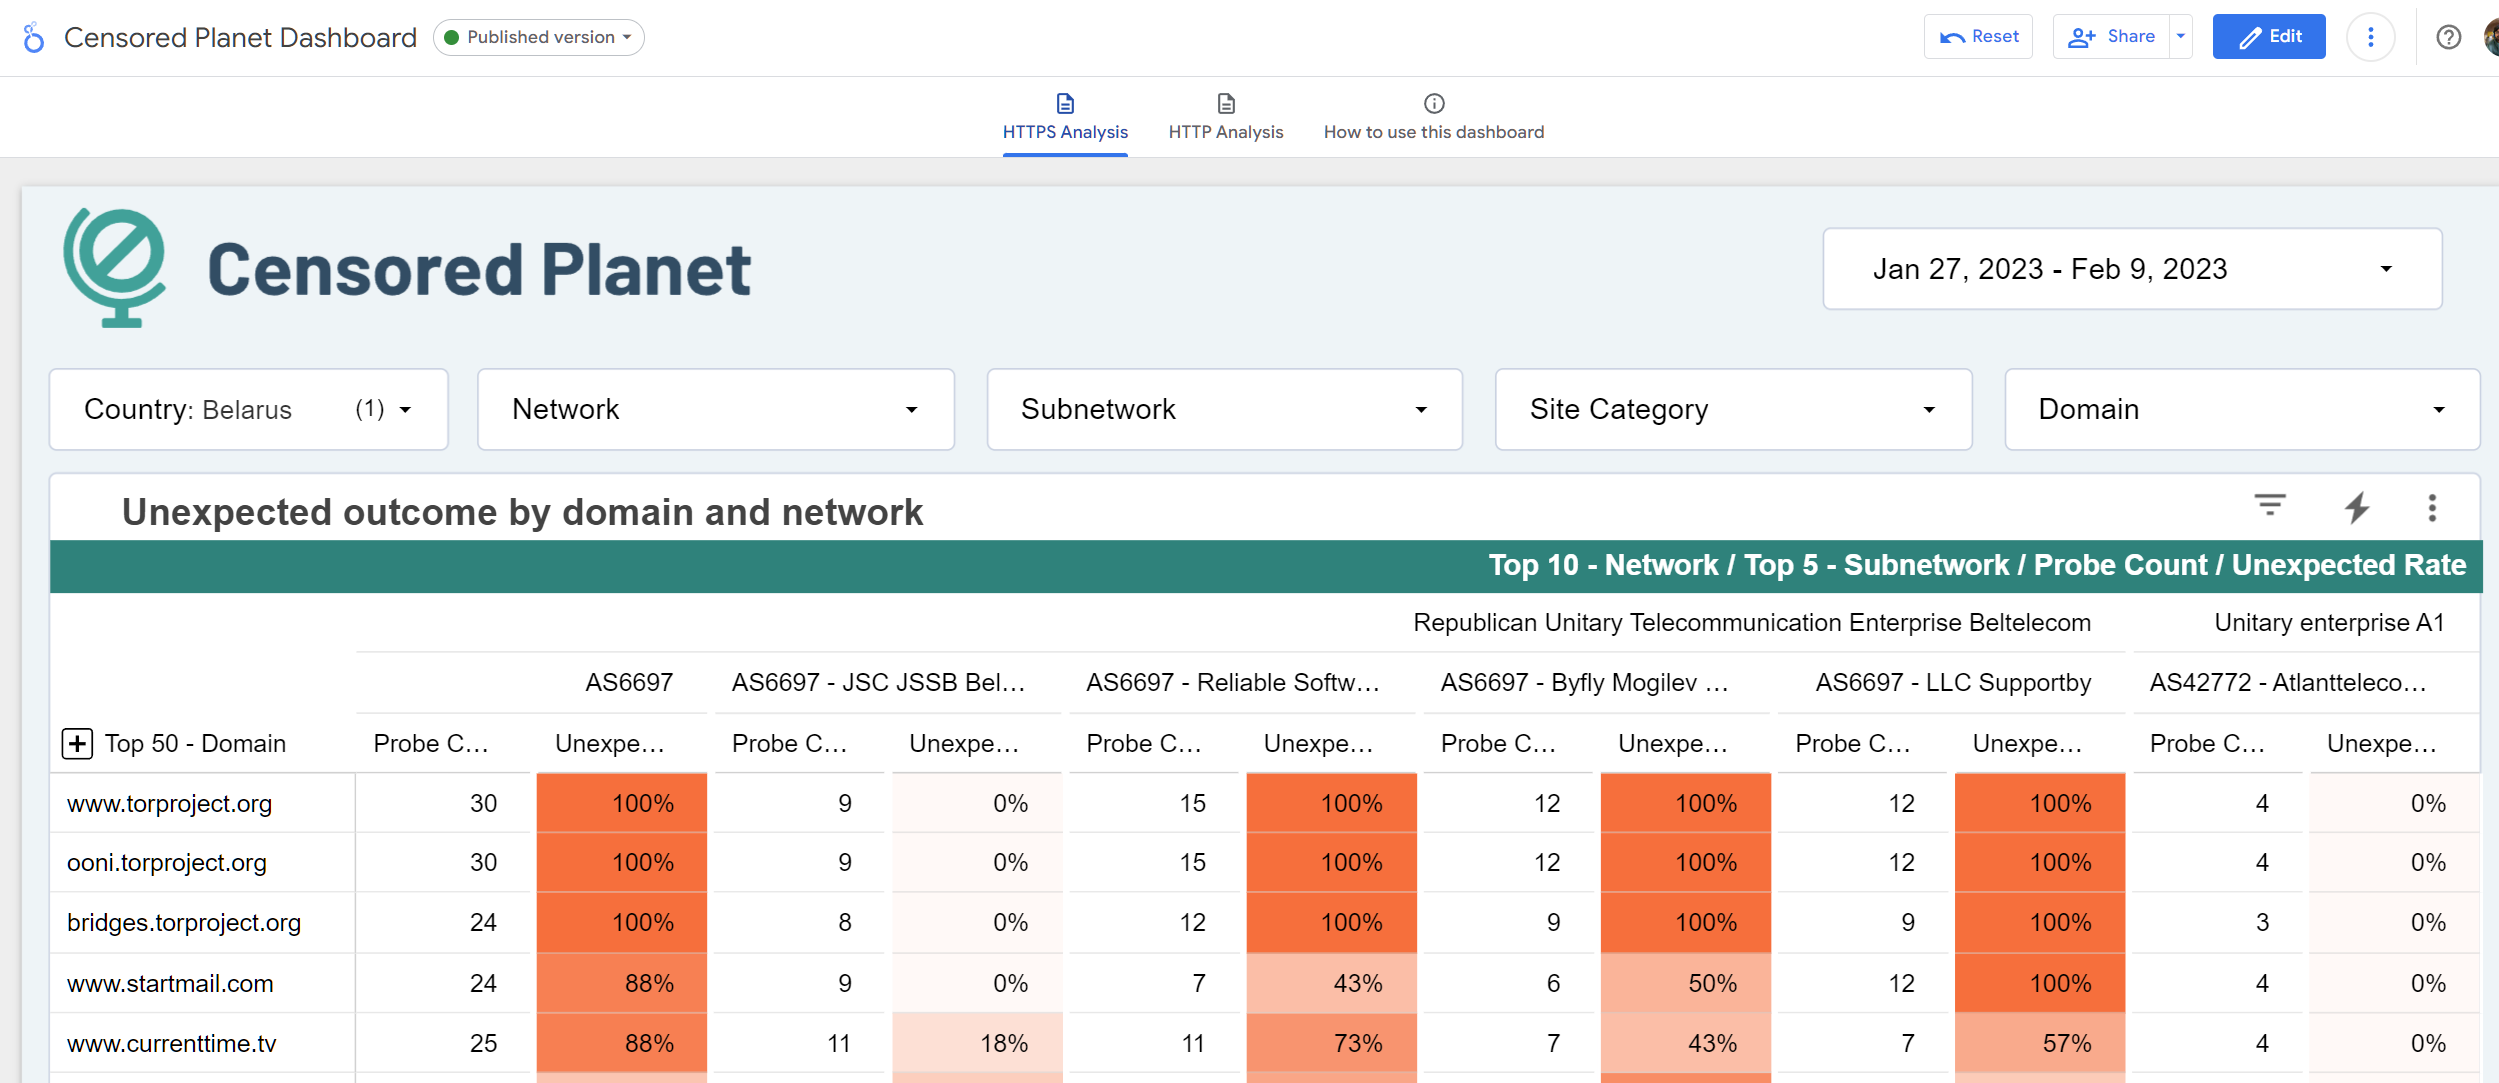 Censored Planet Dashboard Published version Reset Share Edit
HTTPS Analysis HTTP Analysis How to use this dashboard
Censored Planet
Jan 27, 2023 - Feb 9, 2023
Country: Belarus (1) Network Subnetwork Site Category Domain
Unexpected outcome by domain and network
Top 10 - Network / Top 5 - Subnetwork / Probe Count / Unexpected Rate
Republican Unitary Telecommunication Enterprise Beltelecom Unitary enterprise A1
AS6697 AS6697 - JSC JSSB Bel... AS6697 - Reliable Softw... AS6697 - Byfly Mogilev ... AS6697 - LLC Supportby AS42772 - Atlantteleco...
Top 50 - Domain Probe C... Unexpe... Probe C... Unexpe... Probe C... Unexpe... Probe C... Unexpe... Probe C... Unexpe... Probe C... Unexpe...
www.torproject.org 30 100% 9 0% 15 100% 12 100% 12 100% 4 0%
ooni.torproject.org 30 100% 9 0% 15 100% 12 100% 12 100% 4 0%
bridges.torproject.org 24 100% 8 0% 12 100% 9 100% 9 100% 3 0%
www.startmail.com 24 88% 9 0% 7 43% 6 50% 12 100% 4 0%
www.currenttime.tv 25 88% 11 18% 11 73% 7 43% 7 57% 4 0%